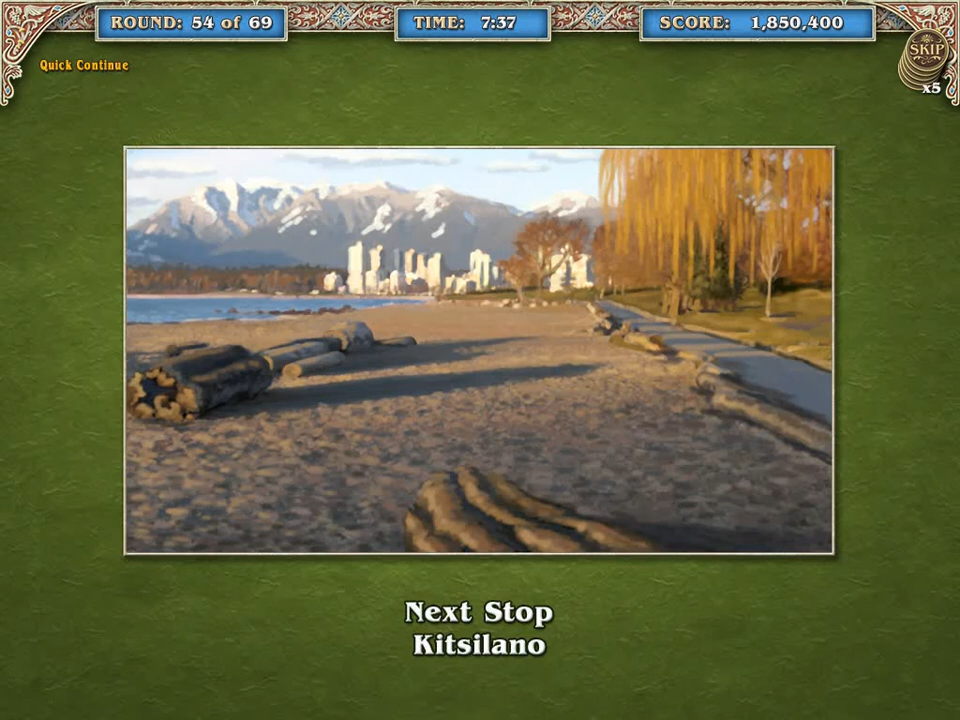 ROUND: 54 of 69
TIME: 7:37
SCORE: 1,850,400
Quick Continue
SKIP
x5
Next Stop
Kitsilano